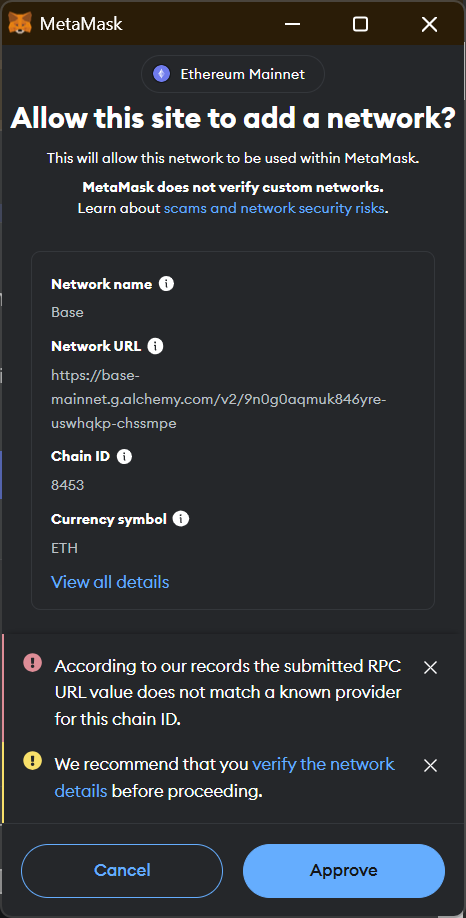 MetaMask
Ethereum Mainnet
Allow this site to add a network?
This will allow this network to be used within MetaMask.
MetaMask does not verify custom networks.
Learn about scams and network security risks.
Network name
Base
Network URL
https://base-
mainnet.g.alchemy.com/v2/9n0g0aqmuk846yre-
uswhqkp-chssmpe
Chain ID
8453
Currency symbol
ETH
View all details
According to our records the submitted RPC
URL value does not match a known provider
for this chain ID.
We recommend that you verify the network
details before proceeding.
Cancel
Approve